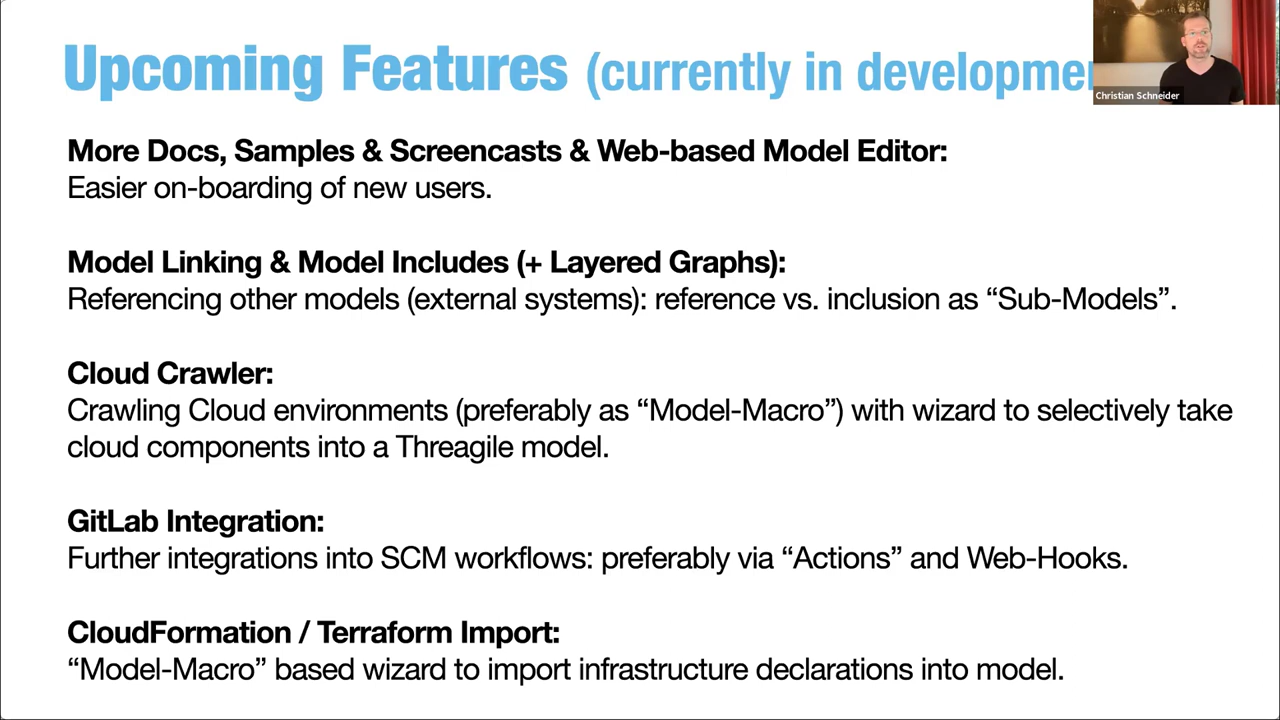 Upcoming Features (currently in developme
Christian Schneider
More Docs, Samples & Screencasts & Web-based Model Editor:
Easier on-boarding of new users.
Model Linking & Model Includes (+ Layered Graphs):
Referencing other models (external systems): reference vs. inclusion as “Sub-Models”.
Cloud Crawler:
Crawling Cloud environments (preferably as “Model-Macro”) with wizard to selectively take
cloud components into a Threagile model.
GitLab Integration:
Further integrations into SCM workflows: preferably via “Actions” and Web-Hooks.
CloudFormation / Terraform Import:
“Model-Macro” based wizard to import infrastructure declarations into model.